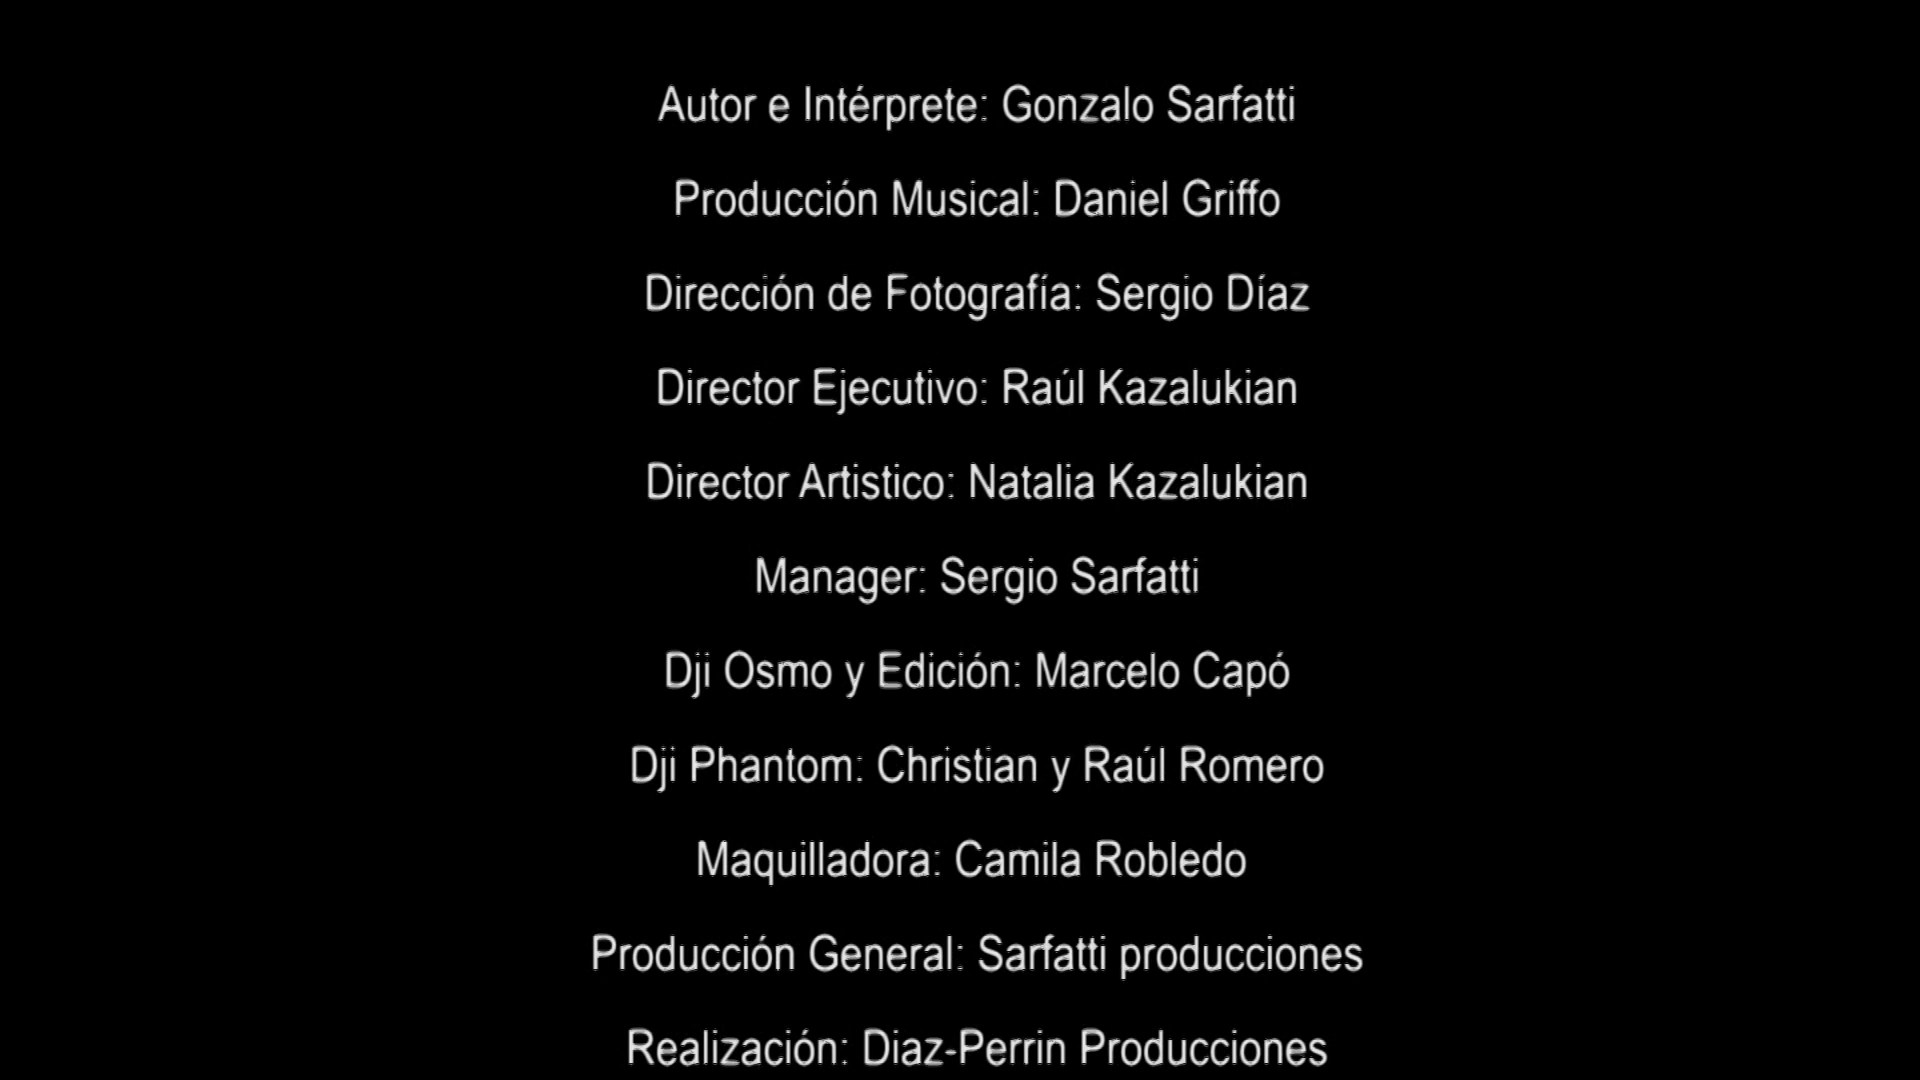 Autor e Intérprete: Gonzalo Sarfatti
Producción Musical: Daniel Griffo
Dirección de Fotografía: Sergio Díaz
Director Ejecutivo: Raúl Kazalukian
Director Artistico: Natalia Kazalukian
Manager: Sergio Sarfatti
Dji Osmo y Edición: Marcelo Capó
Dji Phantom: Christian y Raúl Romero
Maquilladora: Camila Robledo
Producción General: Sarfatti producciones
Realización: Diaz-Perrin Producciones